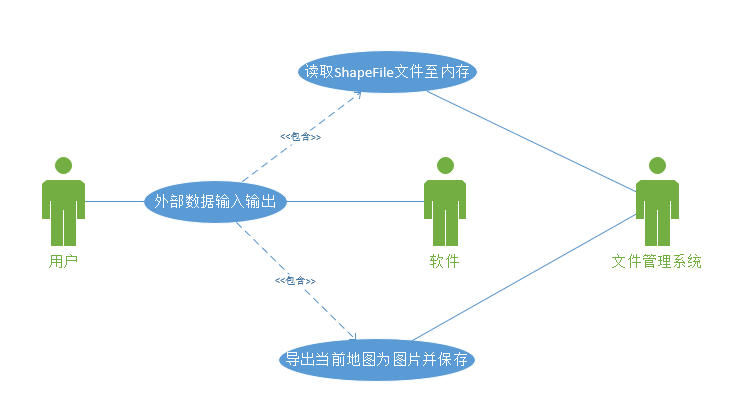 读取ShapeFile文件至内存
<<包含>>
外部数据输入输出
用户
软件
文件管理系统
<<包含>>
导出当前地图为图片并保存